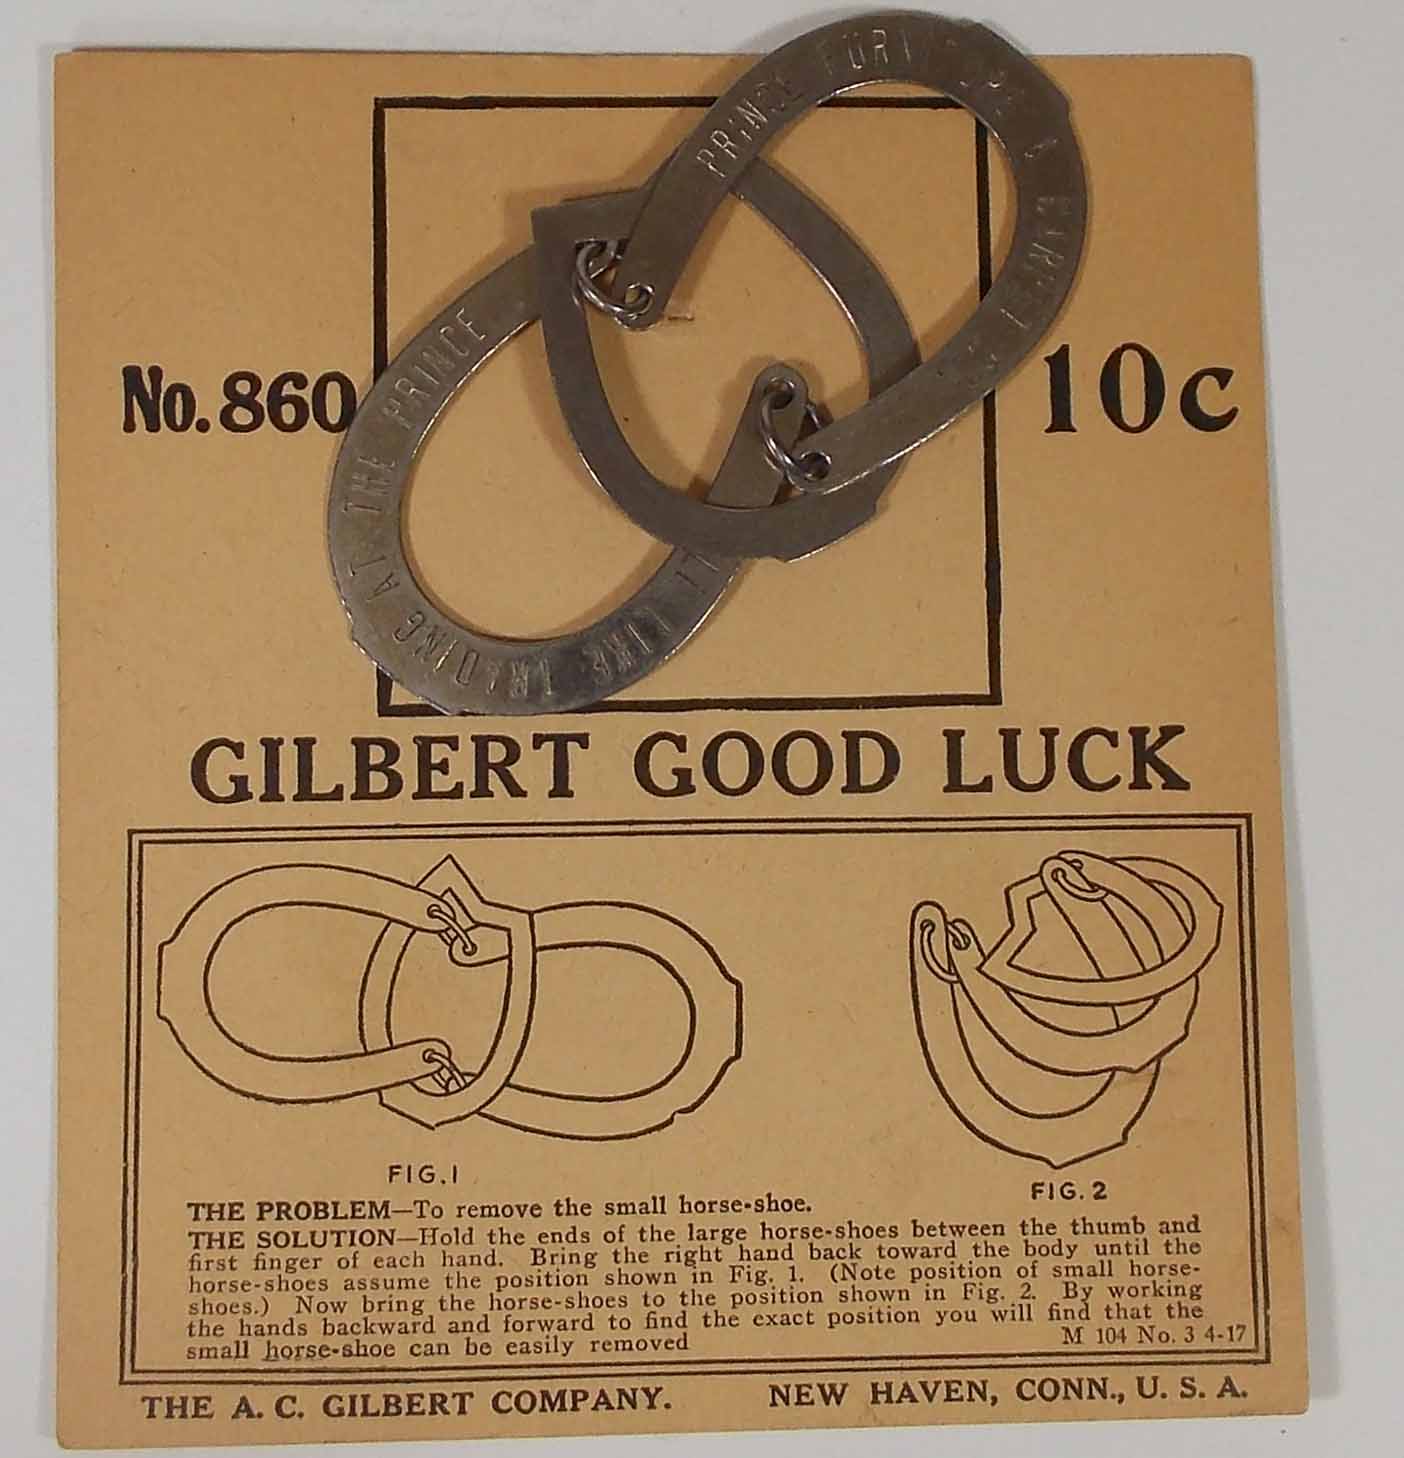 PRINCE FURNITURE & CARPET CO.
IT LIKE TRADING AT THE PRINCE
No. 860
10c
GILBERT GOOD LUCK
FIG. 1
FIG. 2
THE PROBLEM—To remove the small horse-shoe.
THE SOLUTION—Hold the ends of the large horse-shoes between the thumb and
first finger of each hand. Bring the right hand back toward the body until the
horse-shoes assume the position shown in Fig. 1. (Note position of small horse-
shoes.) Now bring the horse-shoes to the position shown in Fig. 2. By working
the hands backward and forward to find the exact position you will find that the
small horse-shoe can be easily removed
M 104 No. 3 4-17
THE A. C. GILBERT COMPANY.
NEW HAVEN, CONN., U. S. A.